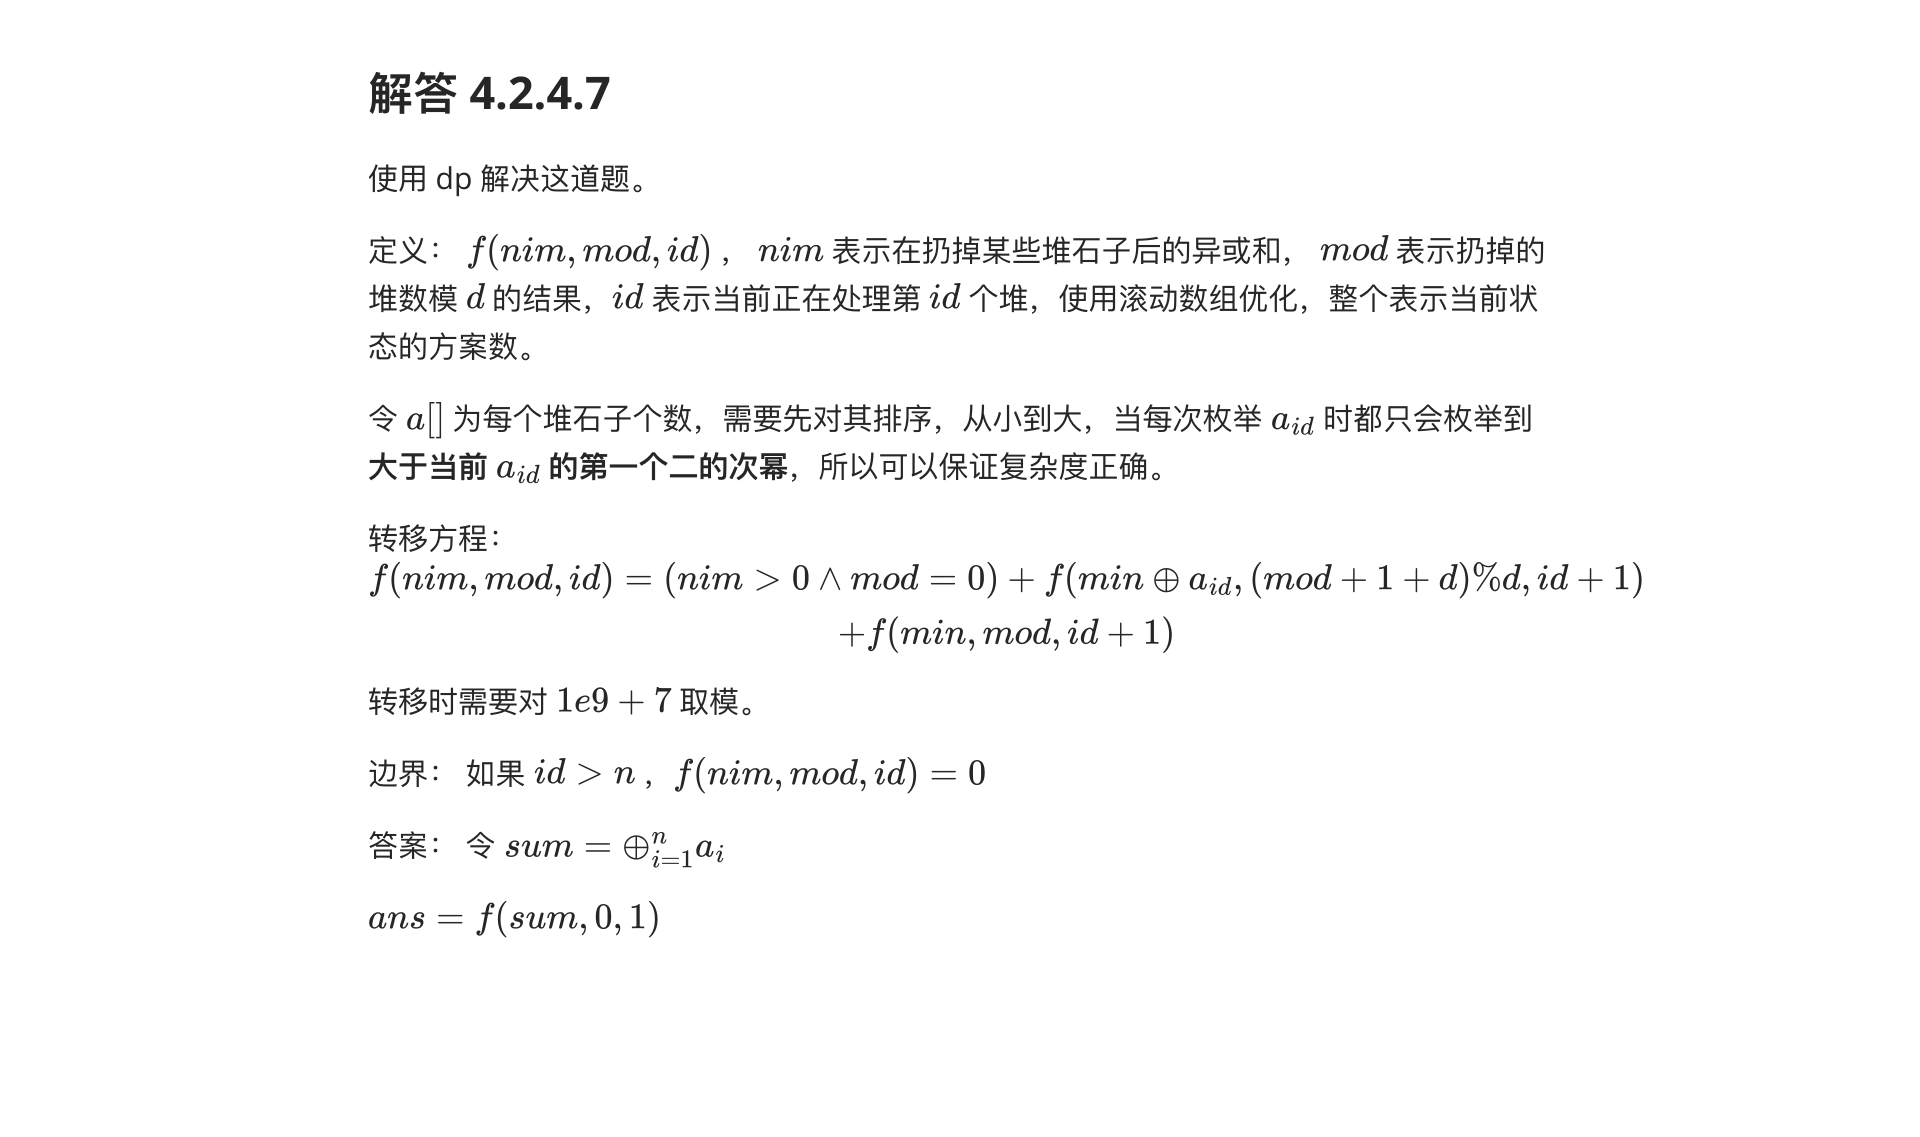 解答 4.2.4.7
使用 dp 解决这道题。
定义： f(nim, mod, id) ， nim 表示在扔掉某些堆石子后的异或和， mod 表示扔掉的
堆数模 d 的结果，id 表示当前正在处理第 id 个堆，使用滚动数组优化，整个表示当前状
态的方案数。
令 a[] 为每个堆石子个数，需要先对其排序，从小到大，当每次枚举 a_{id} 时都只会枚举到
大于当前 a_{id} 的第一个二的次幂，所以可以保证复杂度正确。
转移方程：
f(nim, mod, id) = (nim > 0 ∧ mod = 0) + f(min ⊕ a_{id}, (mod + 1 + d)%d, id + 1)
+f(min, mod, id + 1)
转移时需要对 1e9 + 7 取模。
边界： 如果 id > n ，f(nim, mod, id) = 0
答案： 令 sum = ⊕_{i=1}^{n} a_i
ans = f(sum, 0, 1)